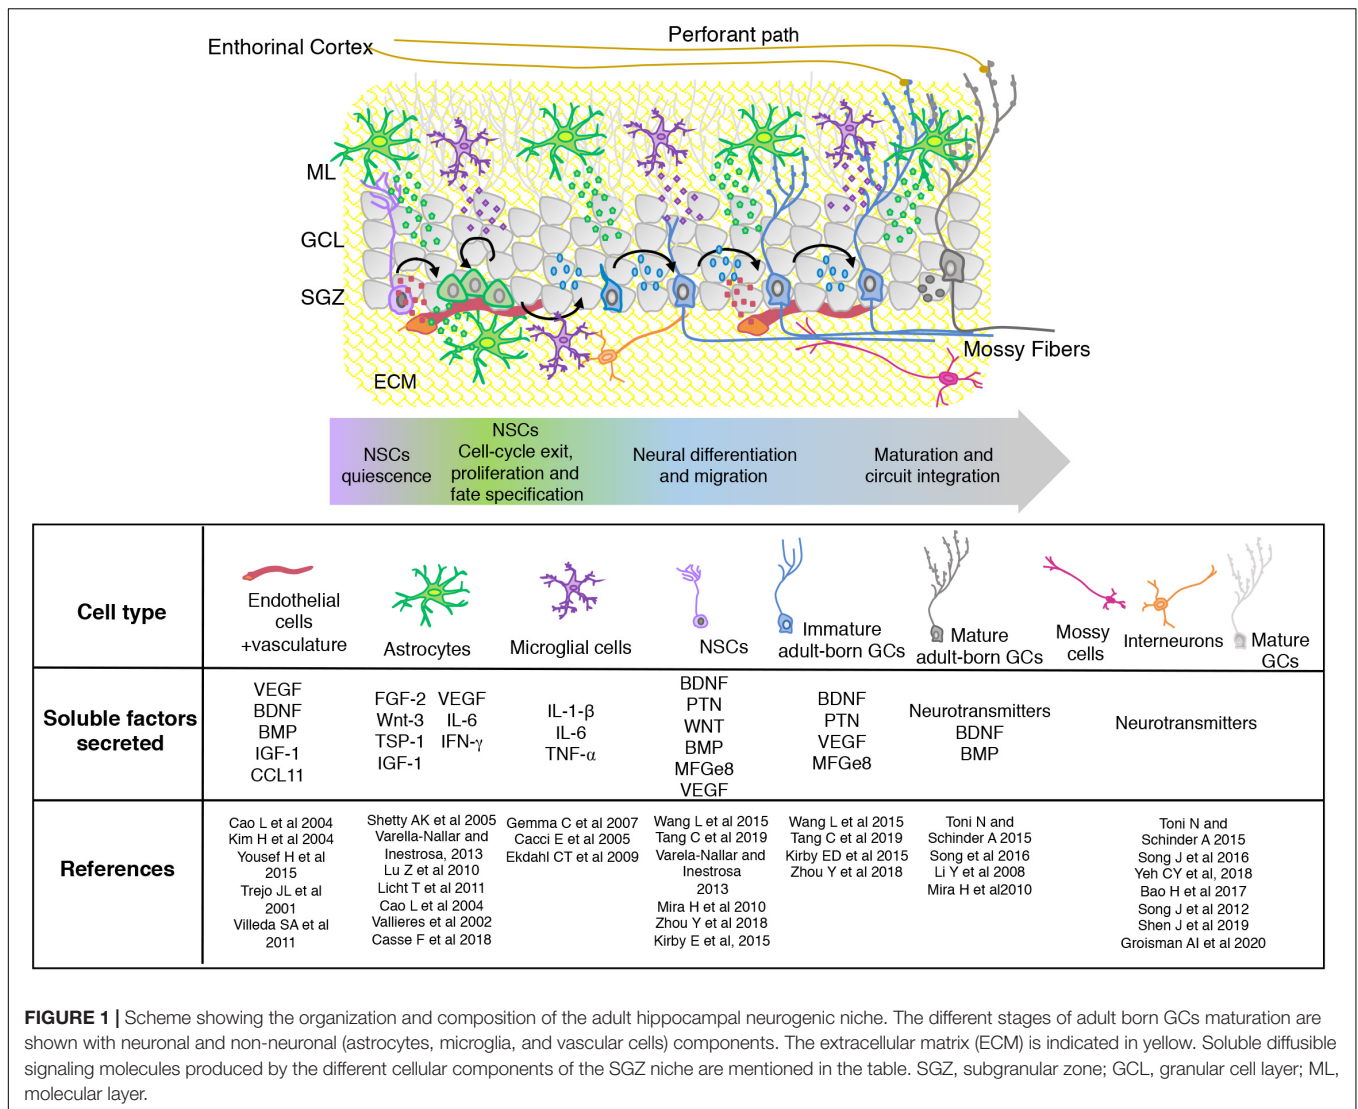 Enthorinal Cortex
Perforant path
ML
GCL
SGZ
ECM
Mossy Fibers
NSCs
quiescence
NSCs
Cell-cycle exit,
proliferation and
fate specification
Neural differentiation
and migration
Maturation and
circuit integration
Cell type
Endothelial
cells
+vasculature
Astrocytes
Microglial cells
NSCs
Immature
adult-born GCs
Mature
adult-born GCs
Mossy
cells
Interneurons
Mature
GCs
Soluble factors
secreted
VEGF
BDNF
BMP
IGF-1
CCL11
FGF-2 VEGF
Wnt-3 IL-6
TSP-1 IFN-γ
IGF-1
IL-1-β
IL-6
TNF-α
BDNF
PTN
WNT
BMP
MFGe8
VEGF
BDNF
PTN
VEGF
MFGe8
Neurotransmitters
BDNF
BMP
Neurotransmitters
References
Cao L et al 2004
Kim H et al 2004
Yousef H et al
2015
Trejo JL et al
2001
Villeda SA et al
2011
Shetty AK et al 2005
Varella-Nallar and
Inestrosa, 2013
Lu Z et al 2010
Licht T et al 2011
Cao L et al 2004
Vallieres et al 2002
Casse F et al 2018
Gemma C et al 2007
Cacci E et al 2005
Ekdahl CT et al 2009
Wang L et al 2015
Tang C et al 2019
Varela-Nallar and
Inestrosa
2013
Mira H et al 2010
Zhou Y et al 2018
Kirby E et al, 2015
Wang L et al 2015
Tang C et al 2019
Kirby ED et al 2015
Zhou Y et al 2018
Toni N and
Schinder A 2015
Song et al 2016
Li Y et al 2008
Mira H et al2010
Toni N and
Schinder A 2015
Song J et al 2016
Yeh CY et al, 2018
Bao H et al 2017
Song J et al 2012
Shen J et al 2019
Groisman AI et al 2020
FIGURE 1 | Scheme showing the organization and composition of the adult hippocampal neurogenic niche. The different stages of adult born GCs maturation are
shown with neuronal and non-neuronal (astrocytes, microglia, and vascular cells) components. The extracellular matrix (ECM) is indicated in yellow. Soluble diffusible
signaling molecules produced by the different cellular components of the SGZ niche are mentioned in the table. SGZ, subgranular zone; GCL, granular cell layer; ML,
molecular layer.